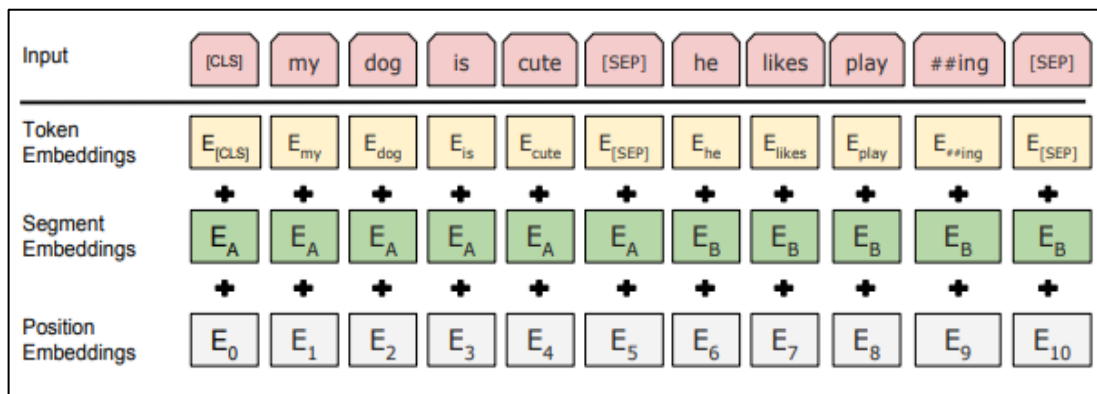 Input [CLS] my dog is cute [SEP] he likes play ##ing [SEP]
Token
Embeddings
E[CLS] Emy Edog Eis Ecute E[SEP] Ehe Elikes Eplay E##ing E[SEP]
Segment
Embeddings
EA EA EA EA EA EA EB EB EB EB EB
Position
Embeddings
E0 E1 E2 E3 E4 E5 E6 E7 E8 E9 E10